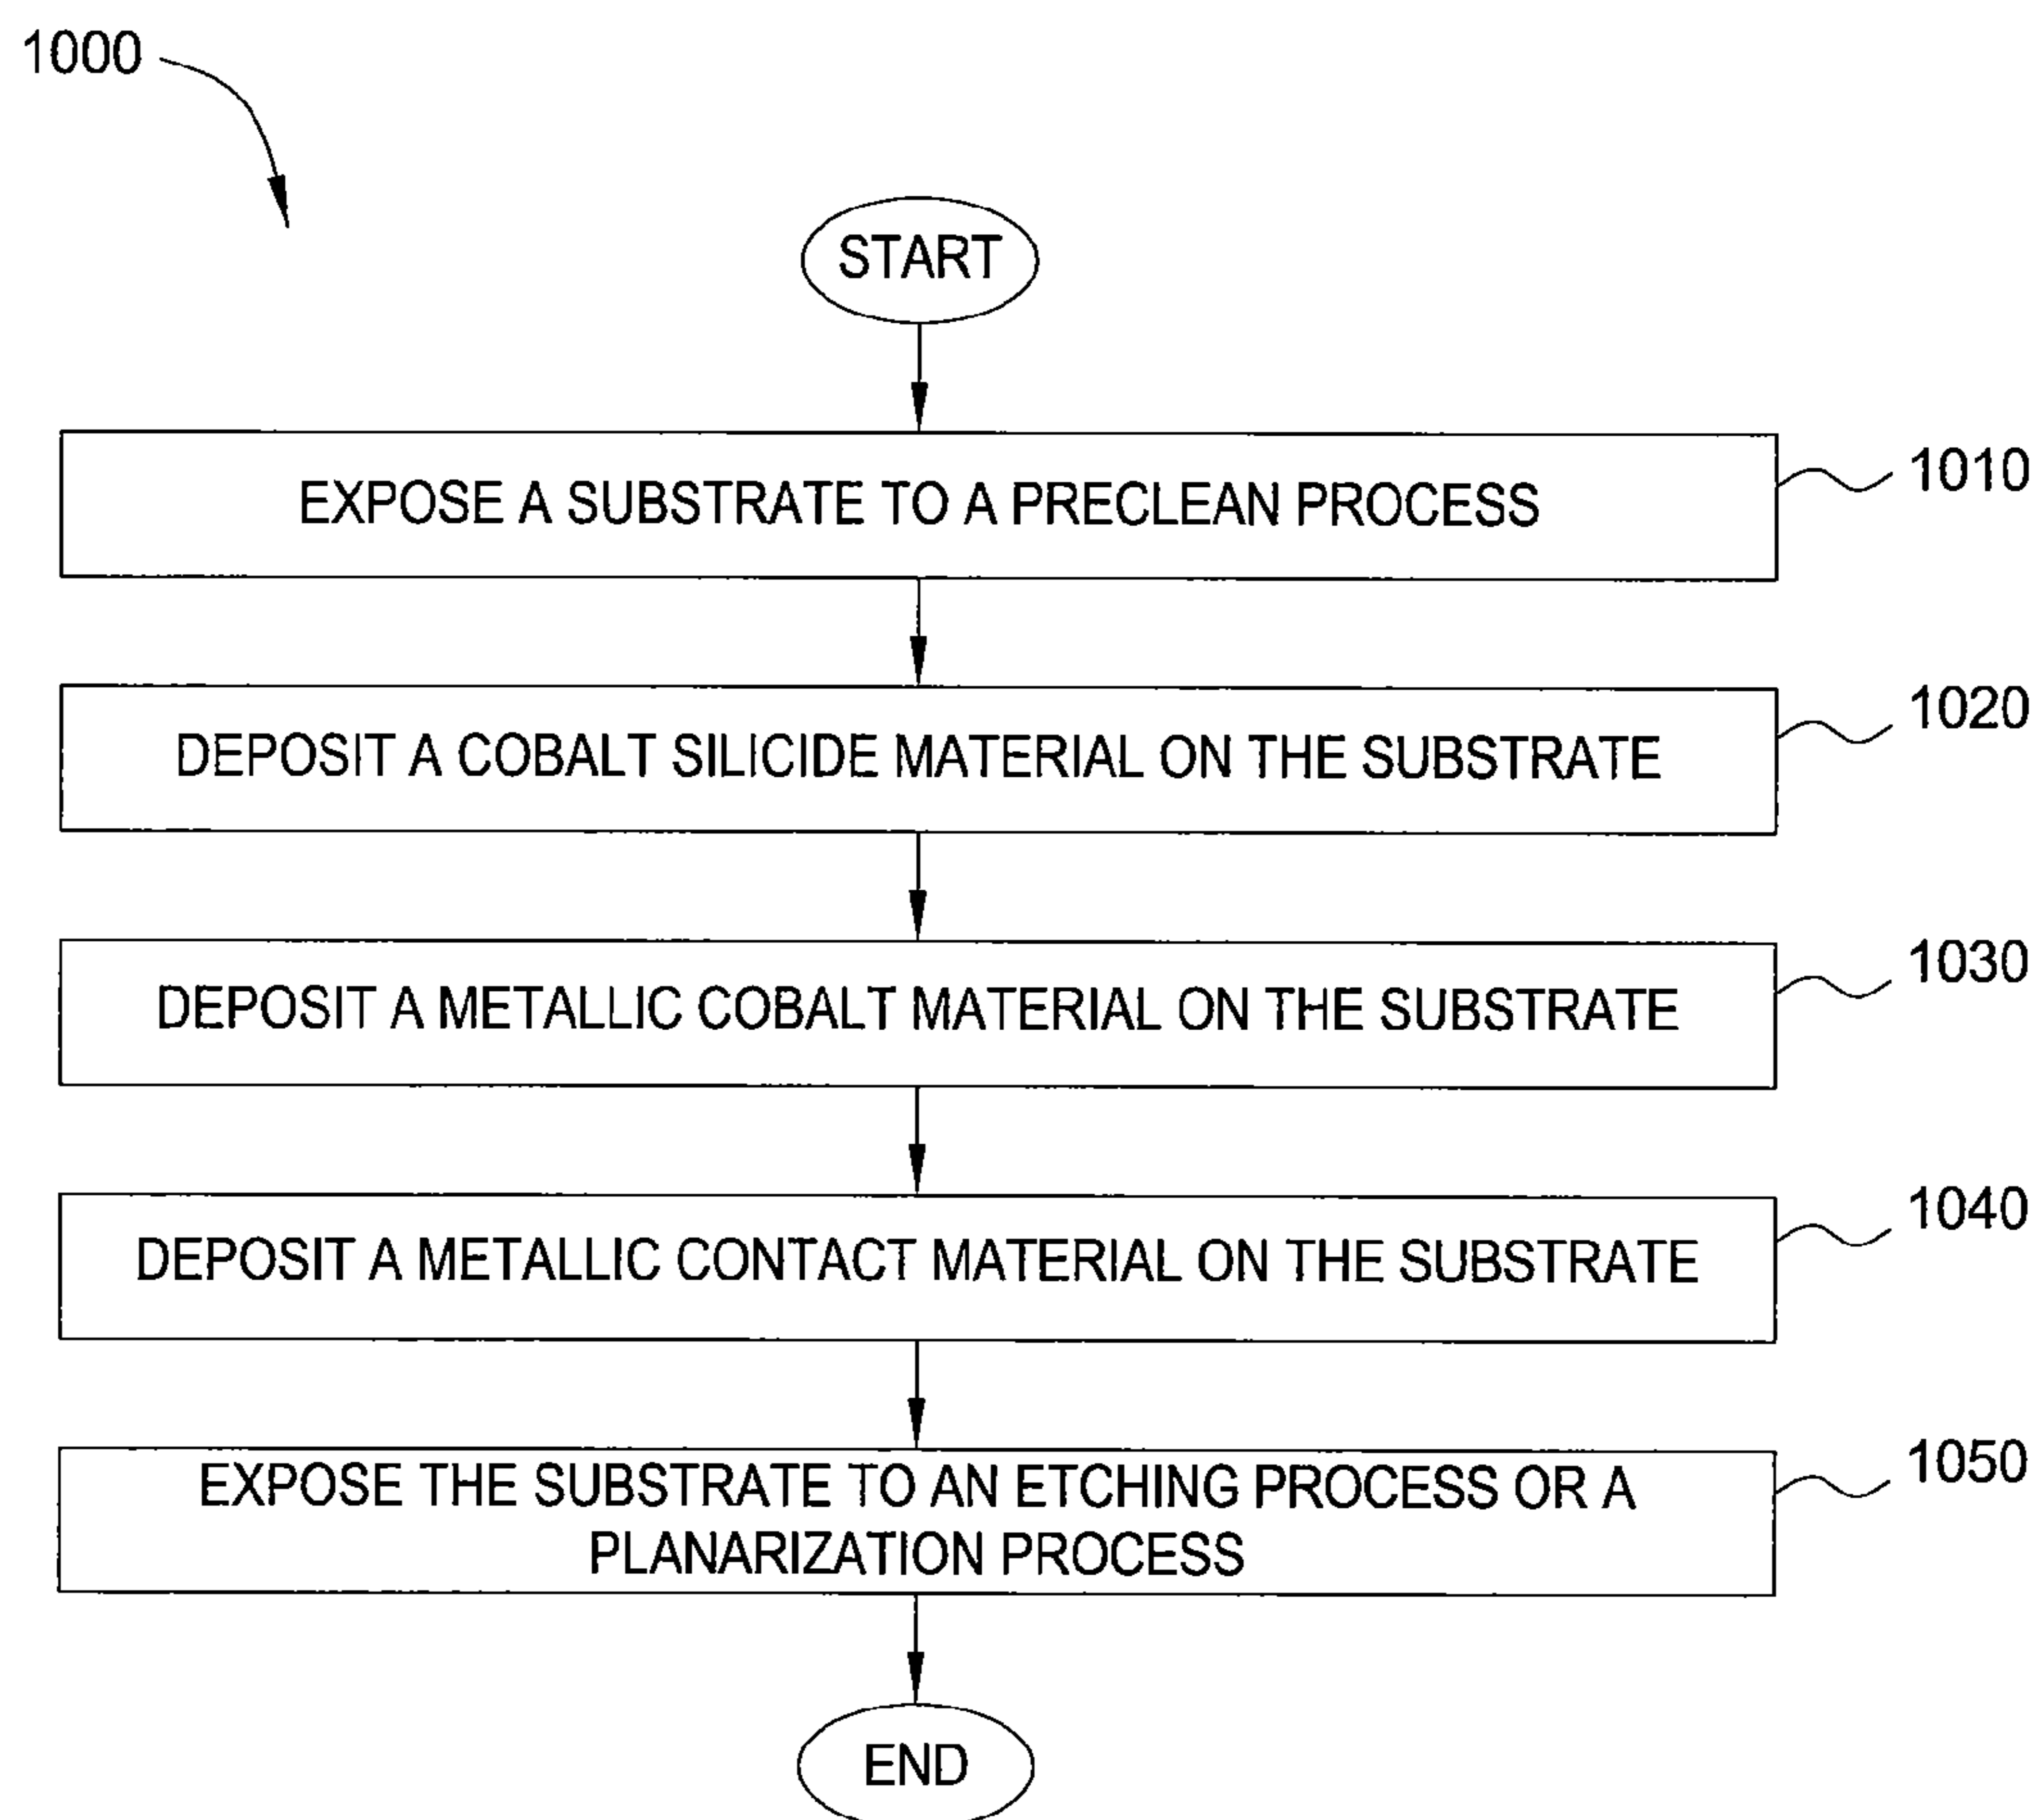 1000
START
EXPOSE A SUBSTRATE TO A PRECLEAN PROCESS
1010
DEPOSIT A COBALT SILICIDE MATERIAL ON THE SUBSTRATE
1020
DEPOSIT A METALLIC COBALT MATERIAL ON THE SUBSTRATE
1030
DEPOSIT A METALLIC CONTACT MATERIAL ON THE SUBSTRATE
1040
EXPOSE THE SUBSTRATE TO AN ETCHING PROCESS OR A
PLANARIZATION PROCESS
1050
END